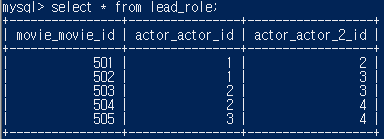 mysql> select * from lead_role;
+----------------+----------------+------------------+
| movie_movie_id | actor_actor_id | actor_actor_2_id |
+----------------+----------------+------------------+
| 501 | 1 | 2 |
| 502 | 1 | 3 |
| 503 | 2 | 3 |
| 504 | 2 | 4 |
| 505 | 3 | 4 |
+----------------+----------------+------------------+